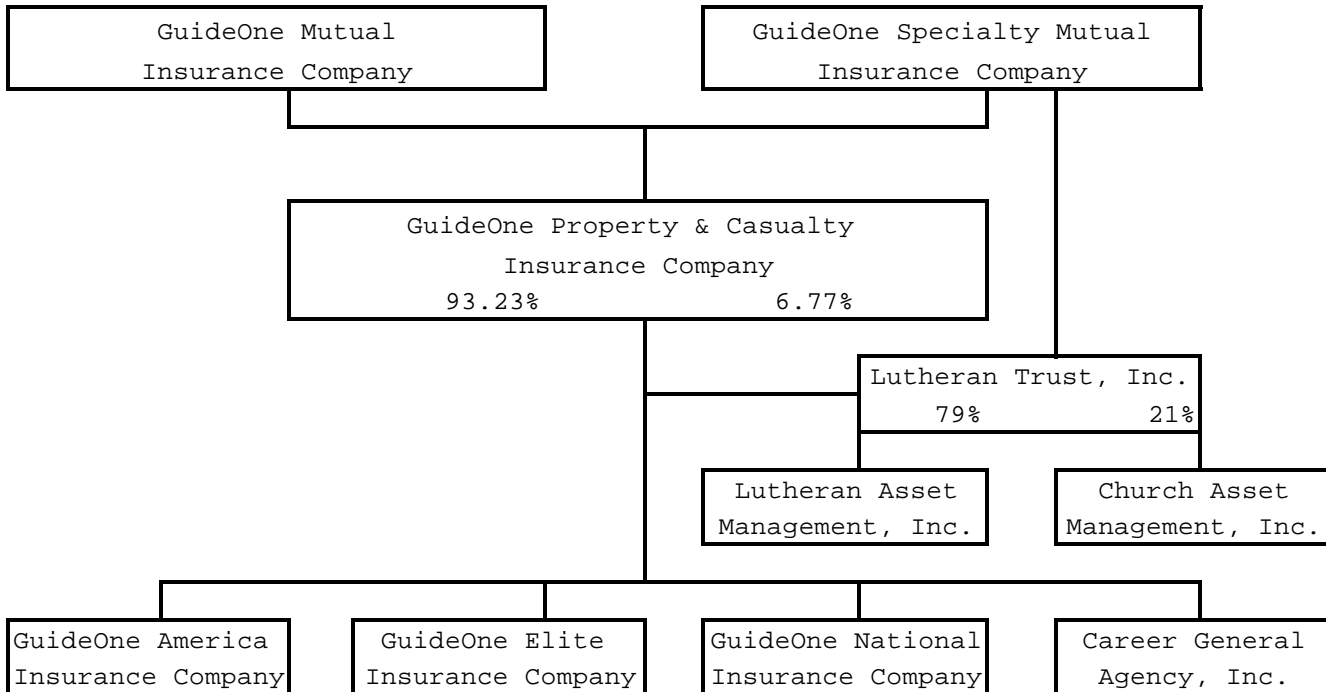 GuideOne Mutual
Insurance Company
GuideOne Specialty Mutual
Insurance Company
GuideOne Property & Casualty
Insurance Company
93.23% 6.77%
Lutheran Trust, Inc.
79% 21%
Lutheran Asset
Management, Inc.
Church Asset
Management, Inc.
GuideOne America
Insurance Company
GuideOne Elite
Insurance Company
GuideOne National
Insurance Company
Career General
Agency, Inc.